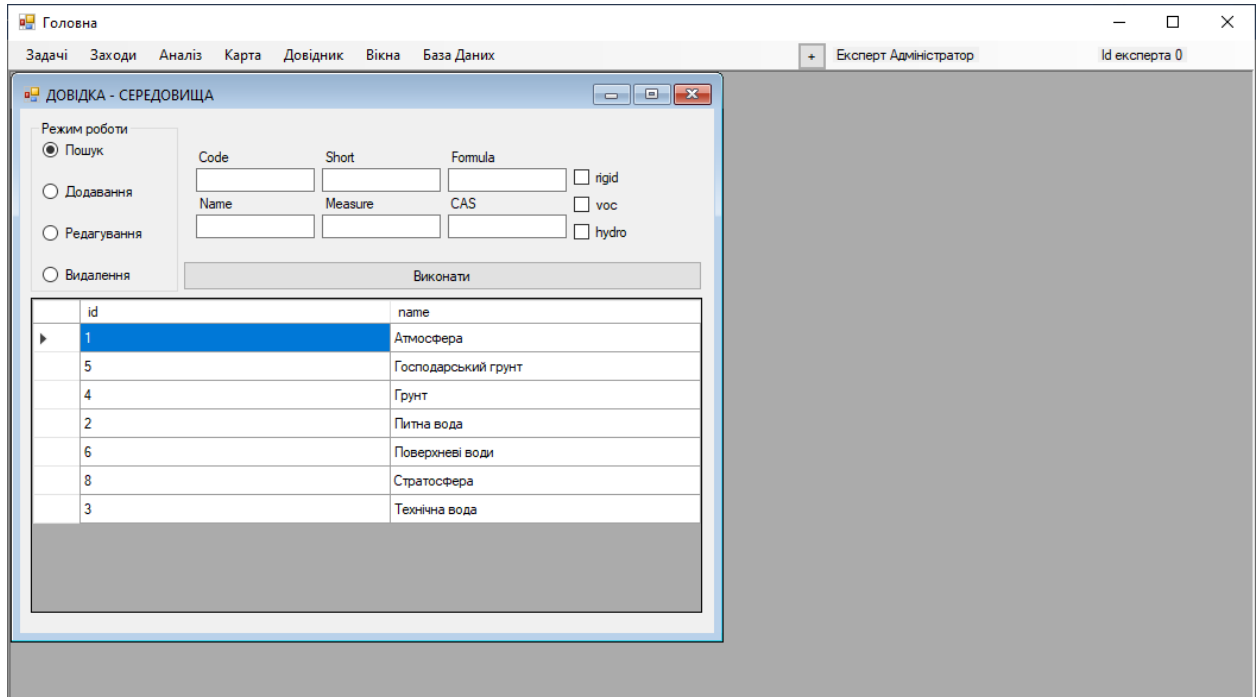 Головна
Задачі Заходи Аналіз Карта Довідник Вікна База Даних + Експерт Адміністратор Id експерта 0
ДОВІДКА - СЕРЕДОВИЩА
Режим роботи
Пошук
Додавання
Редагування
Видалення
Code Short Formula
rigid
Name Measure CAS
voc
hydro
Виконати
id name
1 Атмосфера
5 Господарський грунт
4 Грунт
2 Питна вода
6 Поверхневі води
8 Стратосфера
3 Технічна вода